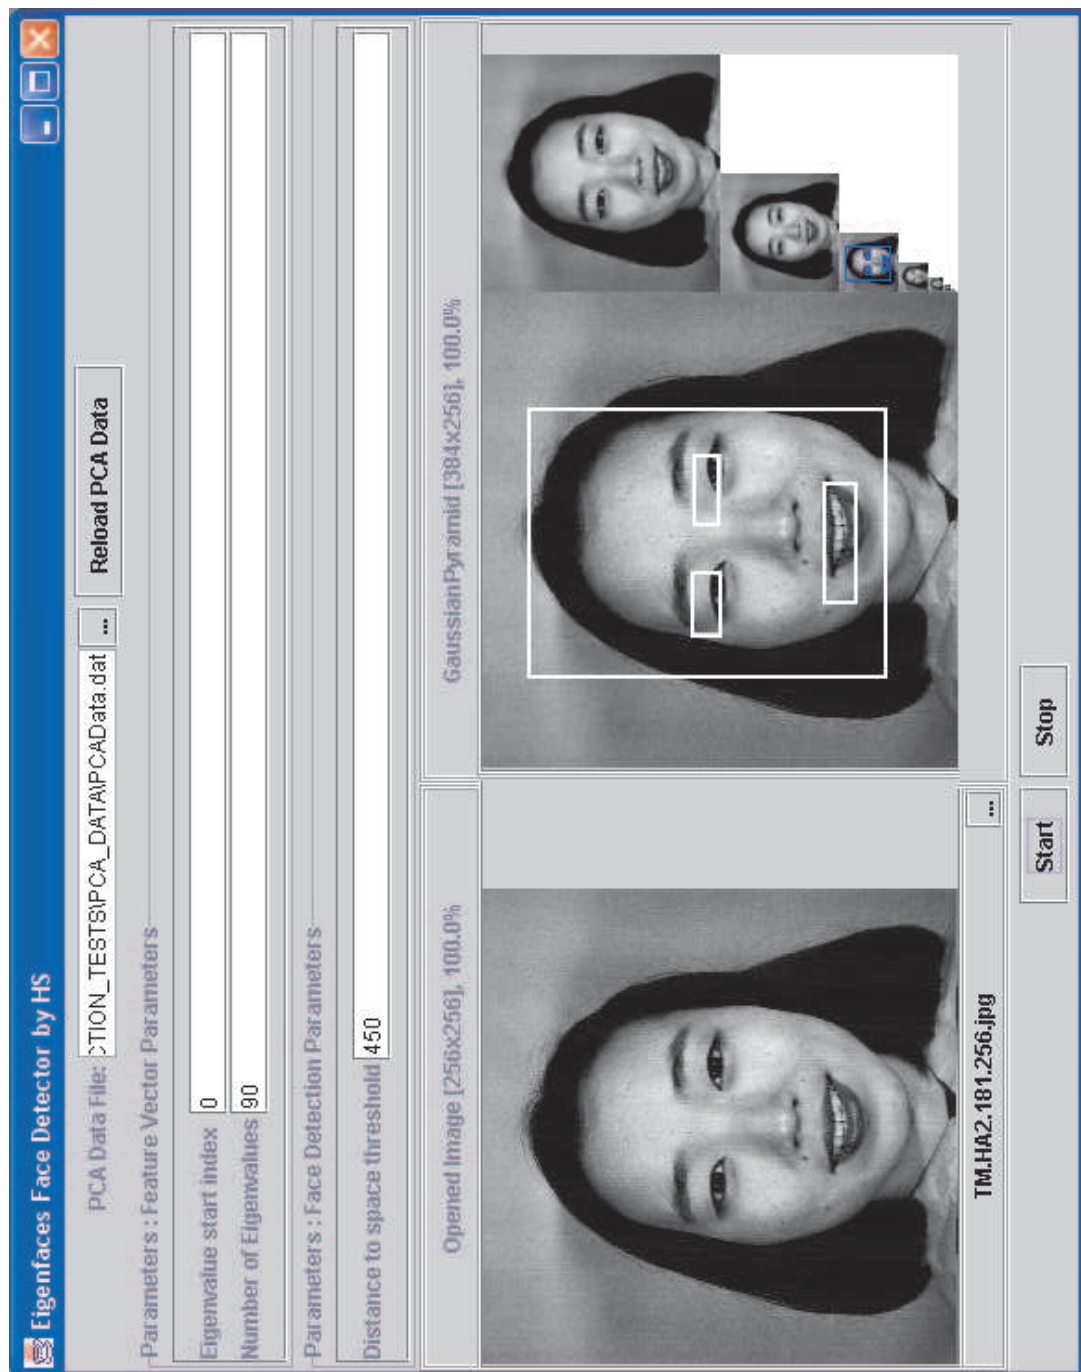 Eigenfaces Face Detector by HS
PCA Data File: CTION_TESTS\PCA_DATA\PCAData.dat ... Reload PCA Data
Parameters : Feature Vector Parameters
Eigenvalue start index 0
Number of Eigenvalues 90
Parameters : Face Detection Parameters
Distance to space threshold 450
Opened Image [256x256], 100.0%
GaussianPyramid [384x256], 100.0%
TM.HA2.181.256.jpg ...
Start Stop